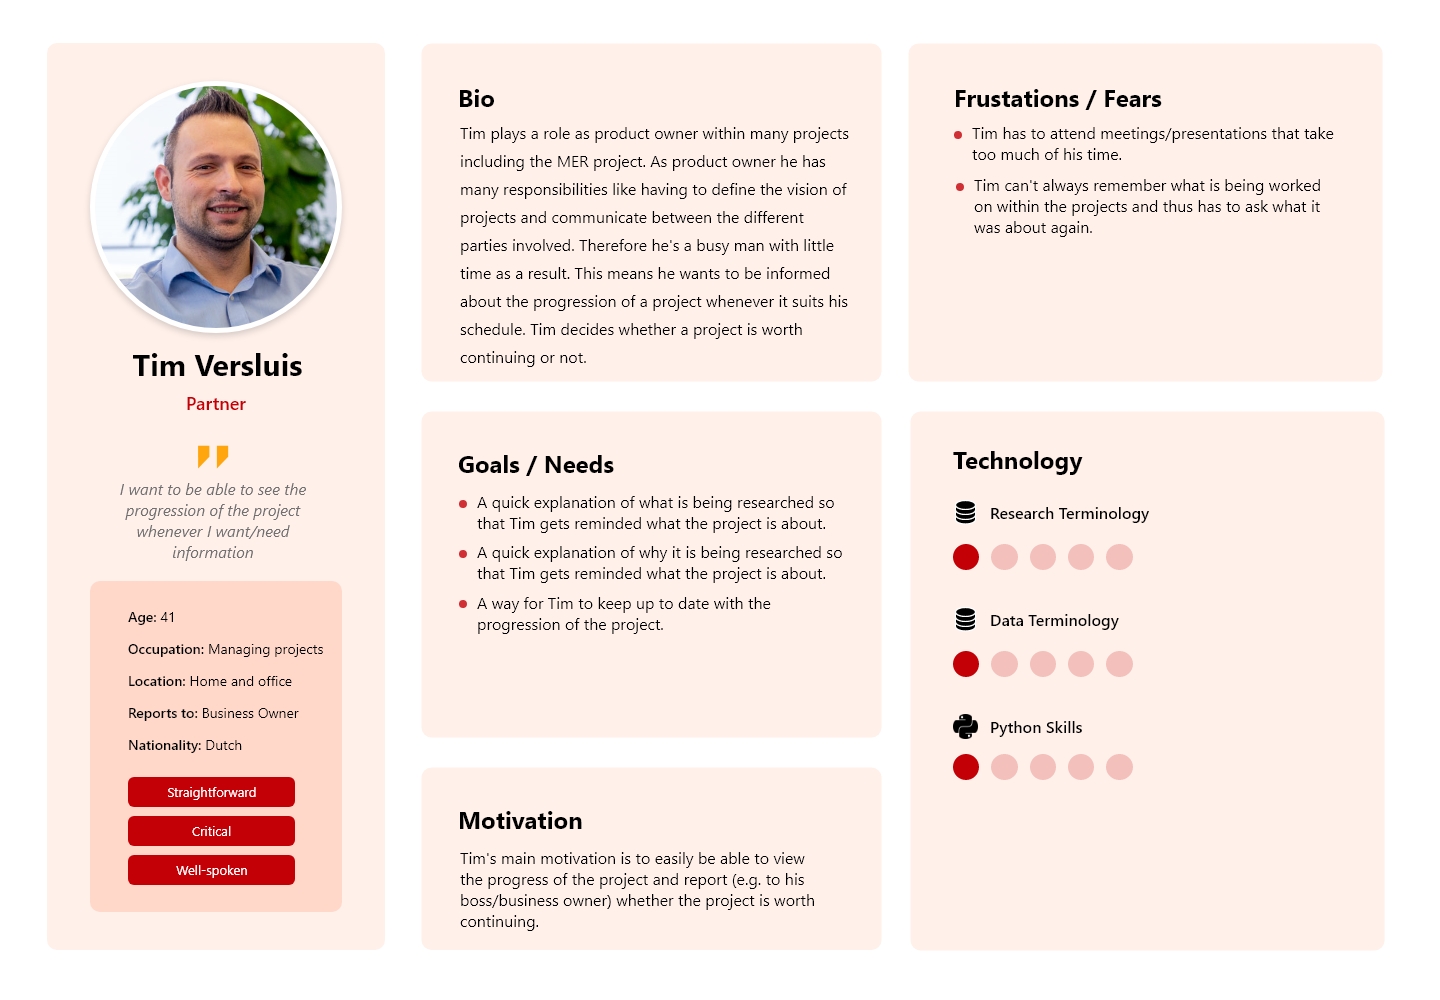 Tim Versluis
Partner
I want to be able to see the
progression of the project
whenever I want/need
information
Age: 41
Occupation: Managing projects
Location: Home and office
Reports to: Business Owner
Nationality: Dutch
Straightforward
Critical
Well-spoken
Bio
Tim plays a role as product owner within many projects
including the MER project. As product owner he has
many responsibilities like having to define the vision of
projects and communicate between the different
parties involved. Therefore he's a busy man with little
time as a result. This means he wants to be informed
about the progression of a project whenever it suits his
schedule. Tim decides whether a project is worth
continuing or not.
Goals / Needs
A quick explanation of what is being researched so
that Tim gets reminded what the project is about.
A quick explanation of why it is being researched so
that Tim gets reminded what the project is about.
A way for Tim to keep up to date with the
progression of the project.
Motivation
Tim's main motivation is to easily be able to view
the progress of the project and report (e.g. to his
boss/business owner) whether the project is worth
continuing.
Frustations / Fears
Tim has to attend meetings/presentations that take
too much of his time.
Tim can't always remember what is being worked
on within the projects and thus has to ask what it
was about again.
Technology
Research Terminology
Data Terminology
Python Skills